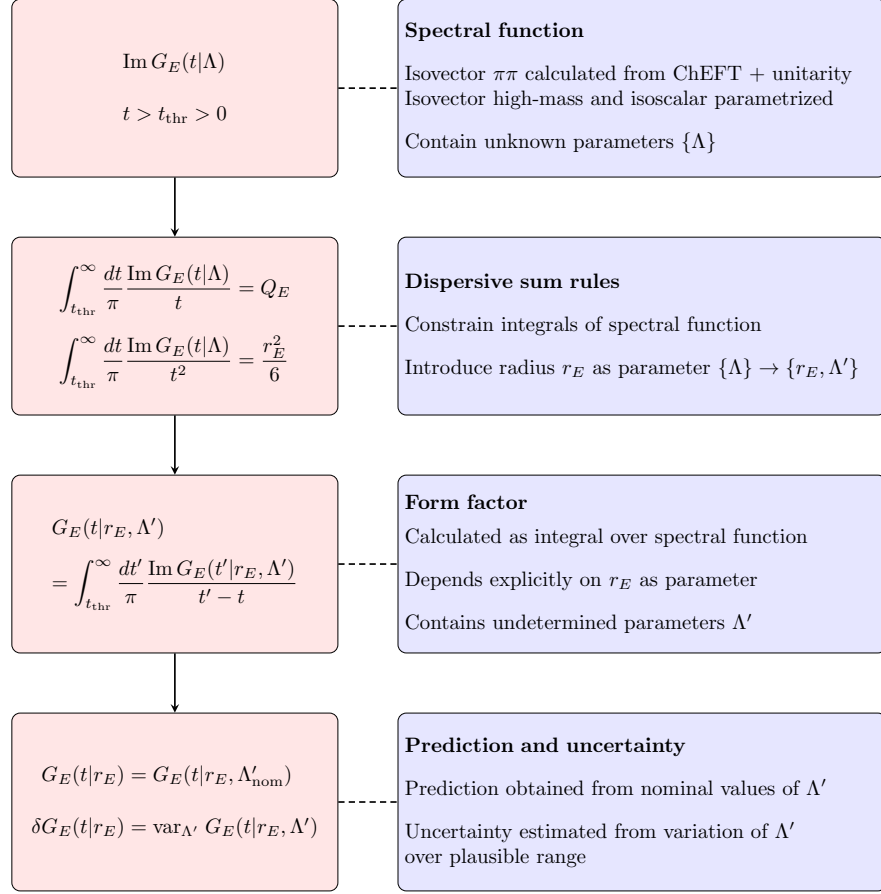 Im G_E(t|Λ)
t > t_thr > 0
Spectral function
Isovector ππ calculated from ChEFT + unitarity
Isovector high-mass and isoscalar parametrized
Contain unknown parameters {Λ}
∫_{t_thr}^∞ dt/π Im G_E(t|Λ)/t = Q_E
∫_{t_thr}^∞ dt/π Im G_E(t|Λ)/t² = r_E²/6
Dispersive sum rules
Constrain integrals of spectral function
Introduce radius r_E as parameter {Λ} → {r_E, Λ′}
G_E(t|r_E, Λ′)
= ∫_{t_thr}^∞ dt′/π Im G_E(t′|r_E, Λ′)/(t′ − t)
Form factor
Calculated as integral over spectral function
Depends explicitly on r_E as parameter
Contains undetermined parameters Λ′
G_E(t|r_E) = G_E(t|r_E, Λ′_nom)
δG_E(t|r_E) = var_Λ′ G_E(t|r_E, Λ′)
Prediction and uncertainty
Prediction obtained from nominal values of Λ′
Uncertainty estimated from variation of Λ′
over plausible range